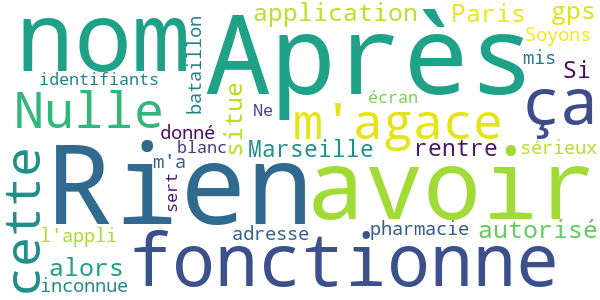 nom
Après
application
Paris
gps
Soyons
identifiants
bataillon
mis
Si
écran
Nulle
situe
Ne
m'agace
ça
donné
blanc
Marseille
rentre
sérieux
cette
Rien
m'a
sert
avoir
l'appli
adresse
pharmacie
autorisé
alors
inconnue
fonctionne